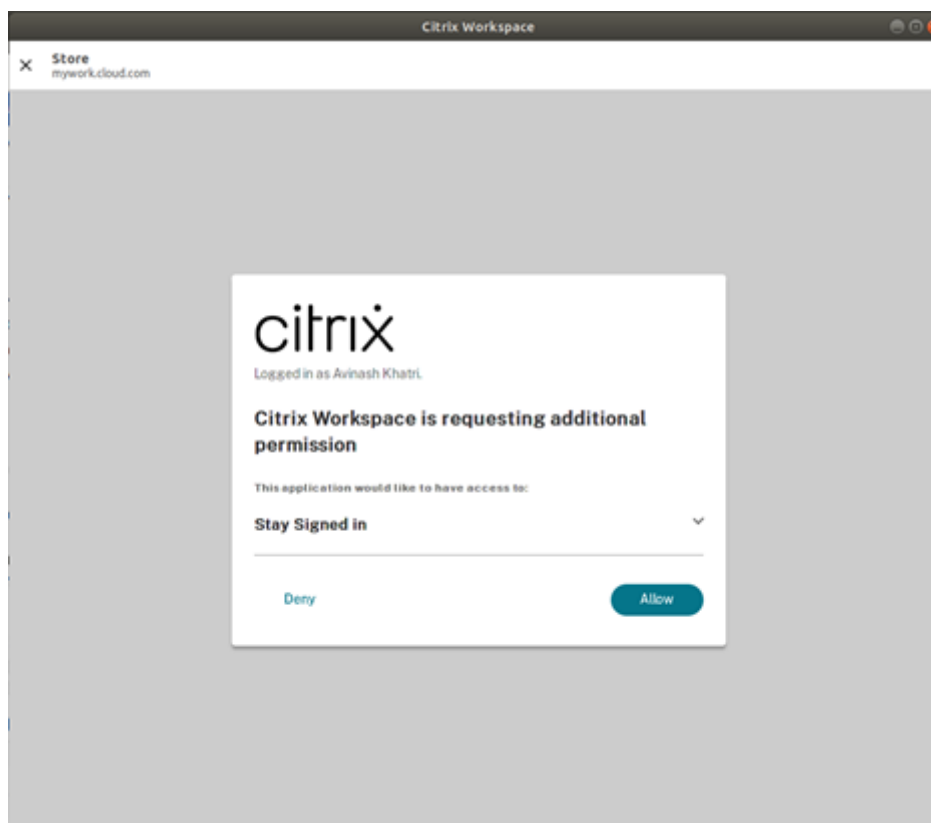 Citrix Workspace
Store
mywork.cloud.com
citrix
Logged in as Avinash Khatri.
Citrix Workspace is requesting additional
permission
This application would like to have access to:
Stay Signed in
Deny
Allow